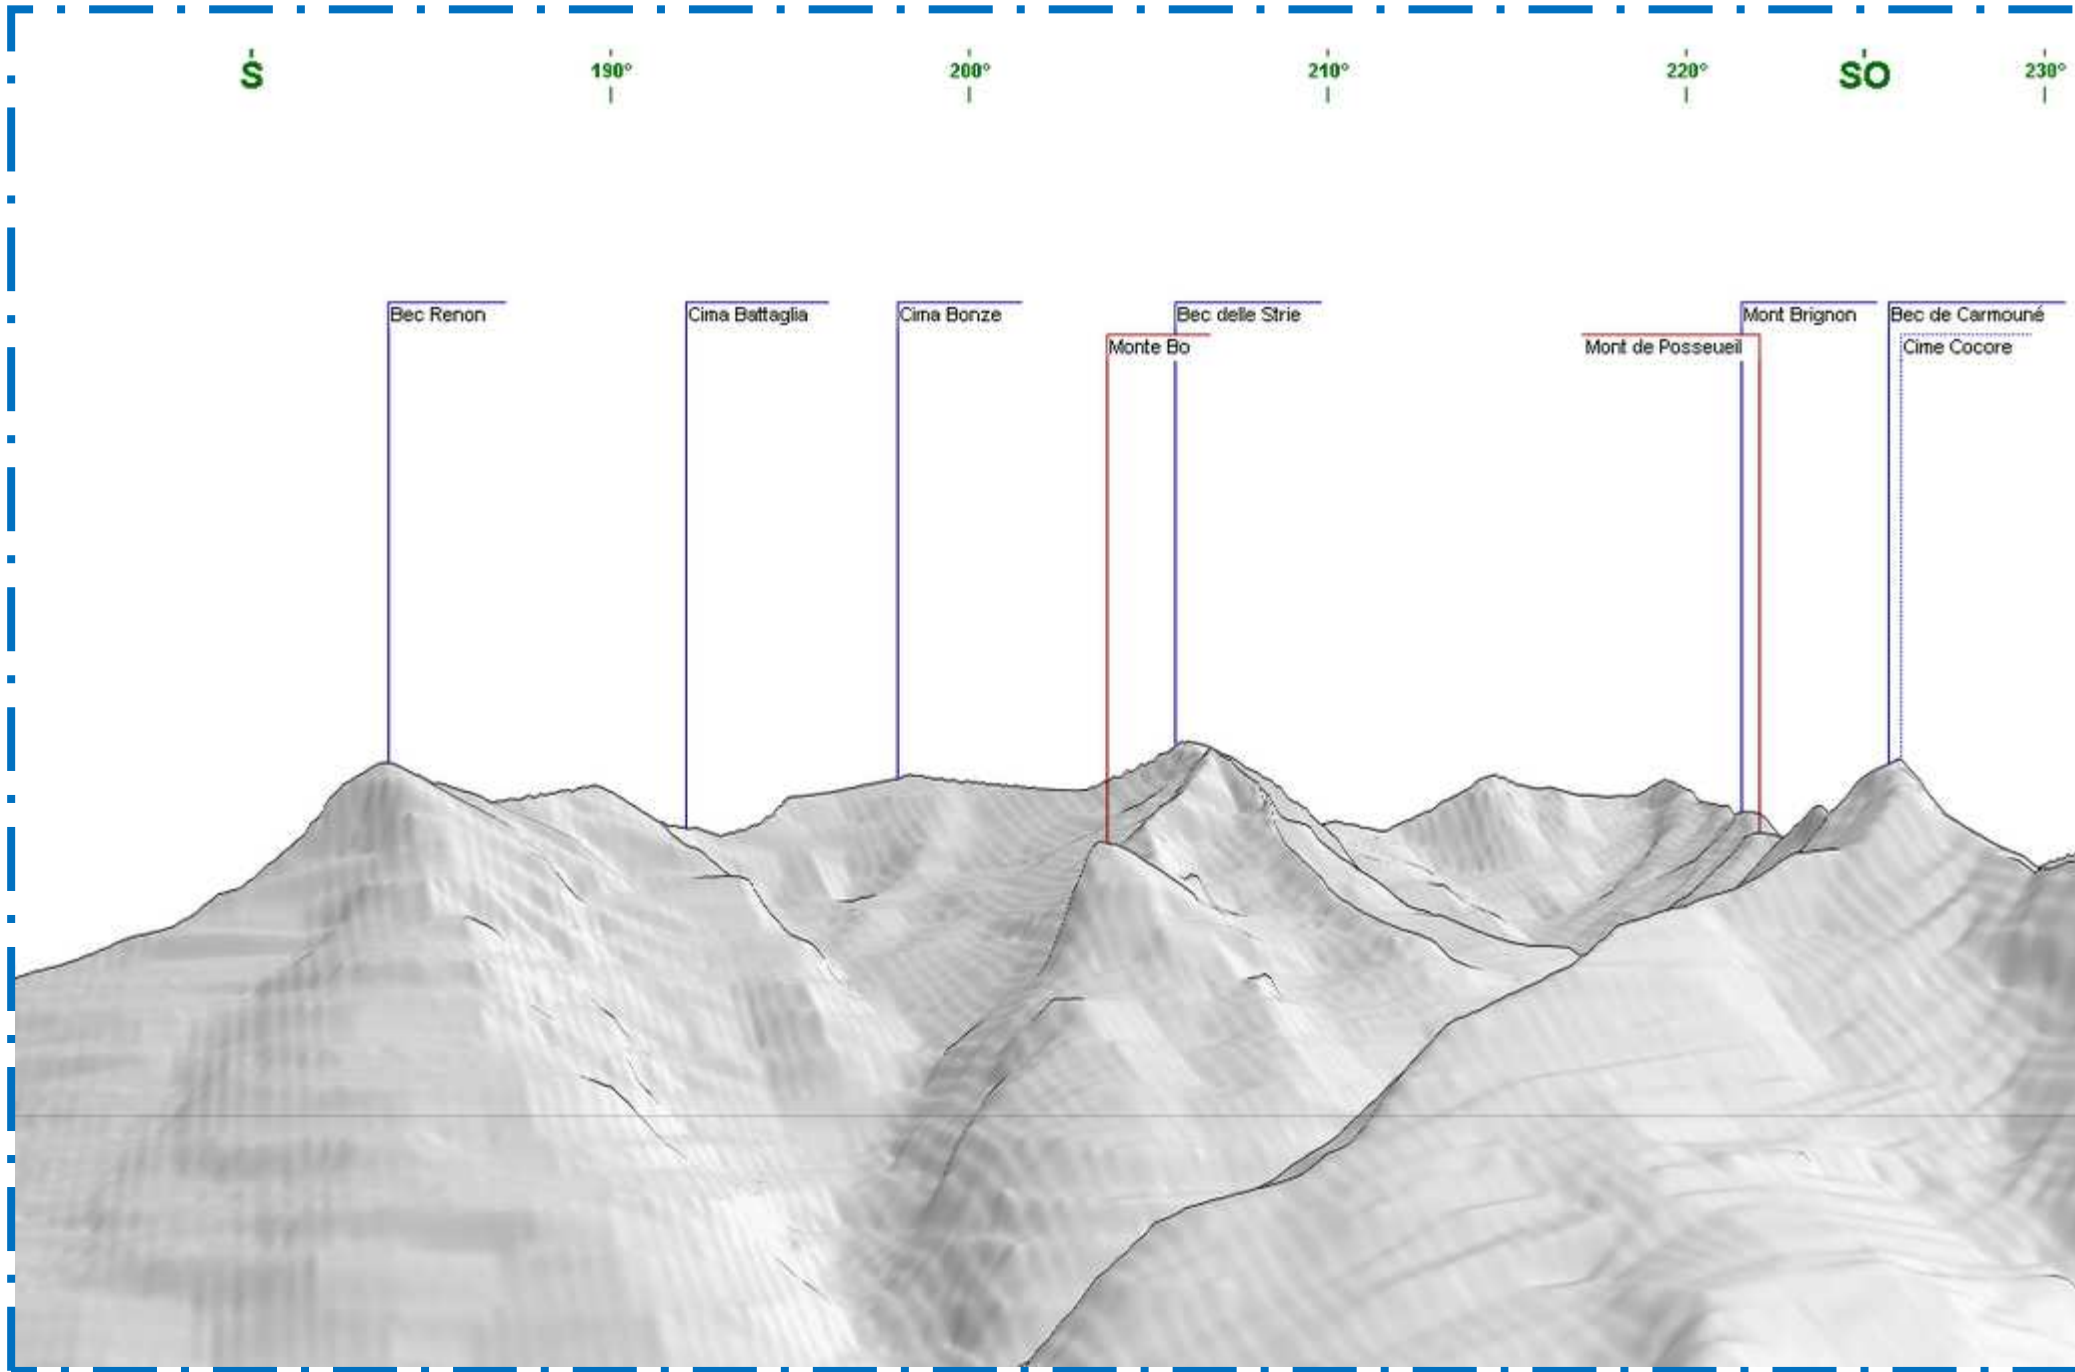 S 190° 200° 210° 220° SO 230°
Bec Renon Cima Battaglia Cima Bonze Bec delle Strie Mont Brignon Bec de Carmouné
Monte Bo Mont de Posseueil Cime Cocore